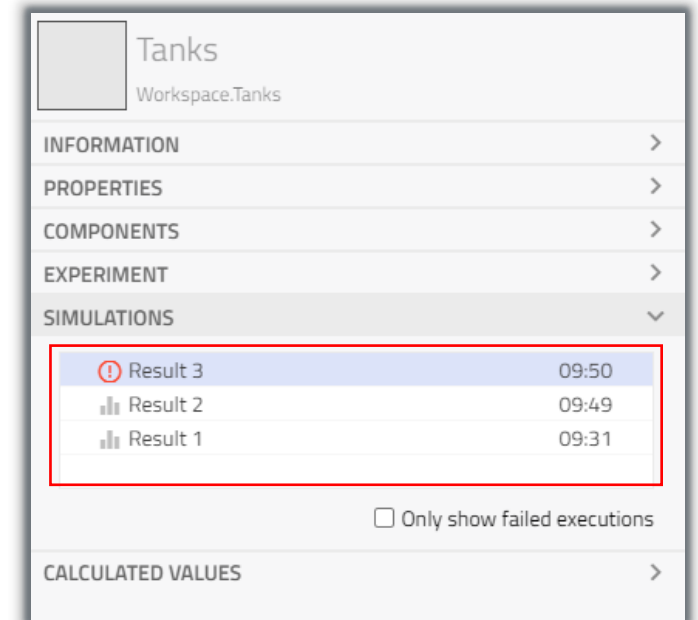 Tanks
Workspace.Tanks
INFORMATION
PROPERTIES
COMPONENTS
EXPERIMENT
SIMULATIONS
Result 3 09:50
Result 2 09:49
Result 1 09:31
Only show failed executions
CALCULATED VALUES